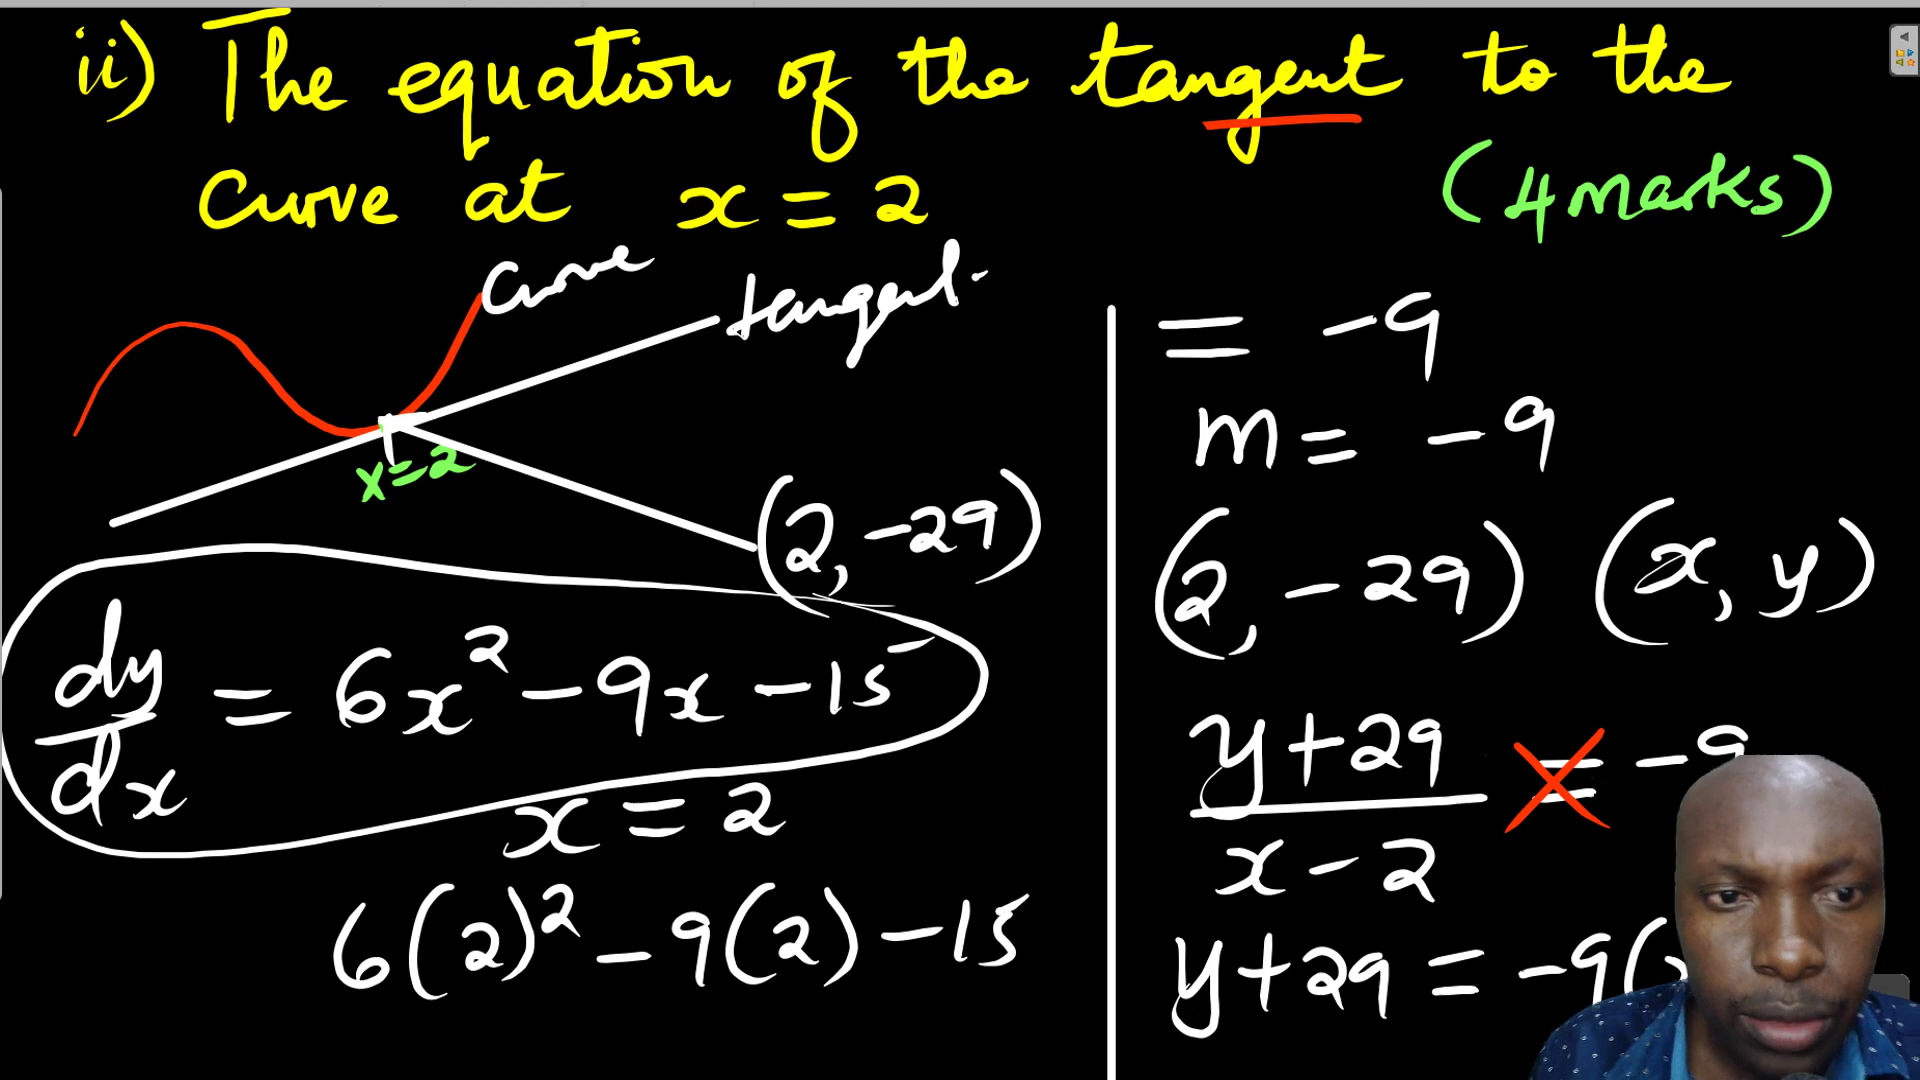 ii) The equation of the tangent to the
curve at x = 2
(4 marks)
curve
tangent
x=2
(2, -29)
dy/dx = 6x² - 9x - 15
x = 2
6(2)² - 9(2) - 15
= -9
m = -9
(2, -29) (x, y)
y + 29 / x - 2 = -9
y + 29 = -9(